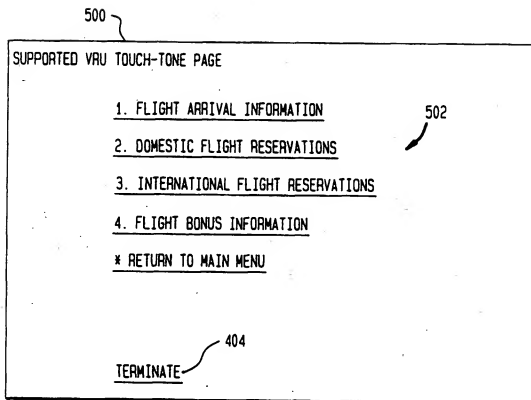 500
SUPPORTED VRU TOUCH-TONE PAGE
1. FLIGHT ARRIVAL INFORMATION
502
2. DOMESTIC FLIGHT RESERVATIONS
3. INTERNATIONAL FLIGHT RESERVATIONS
4. FLIGHT BONUS INFORMATION
* RETURN TO MAIN MENU
404
TERMINATE